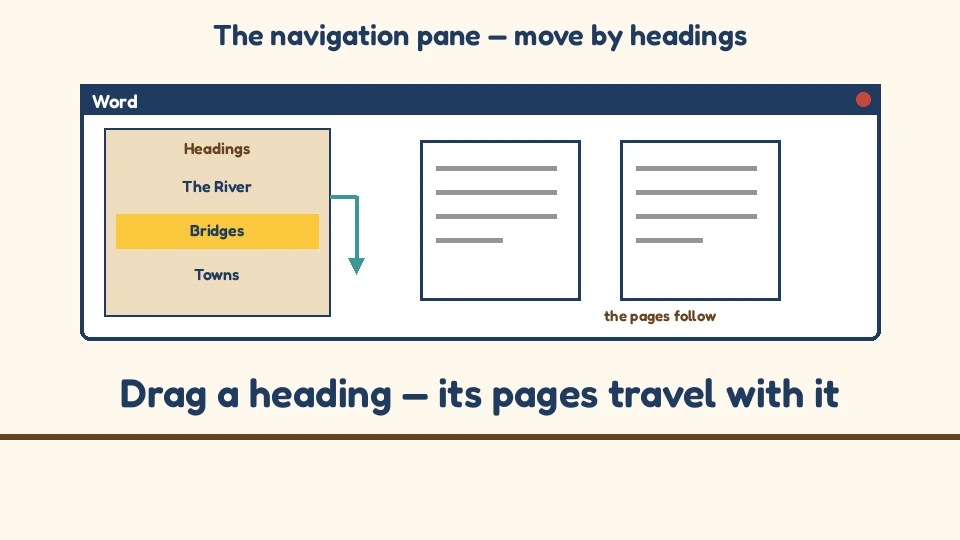 The navigation pane — move by headings
Word
Headings
The River
Bridges
Towns
the pages follow
Drag a heading — its pages travel with it